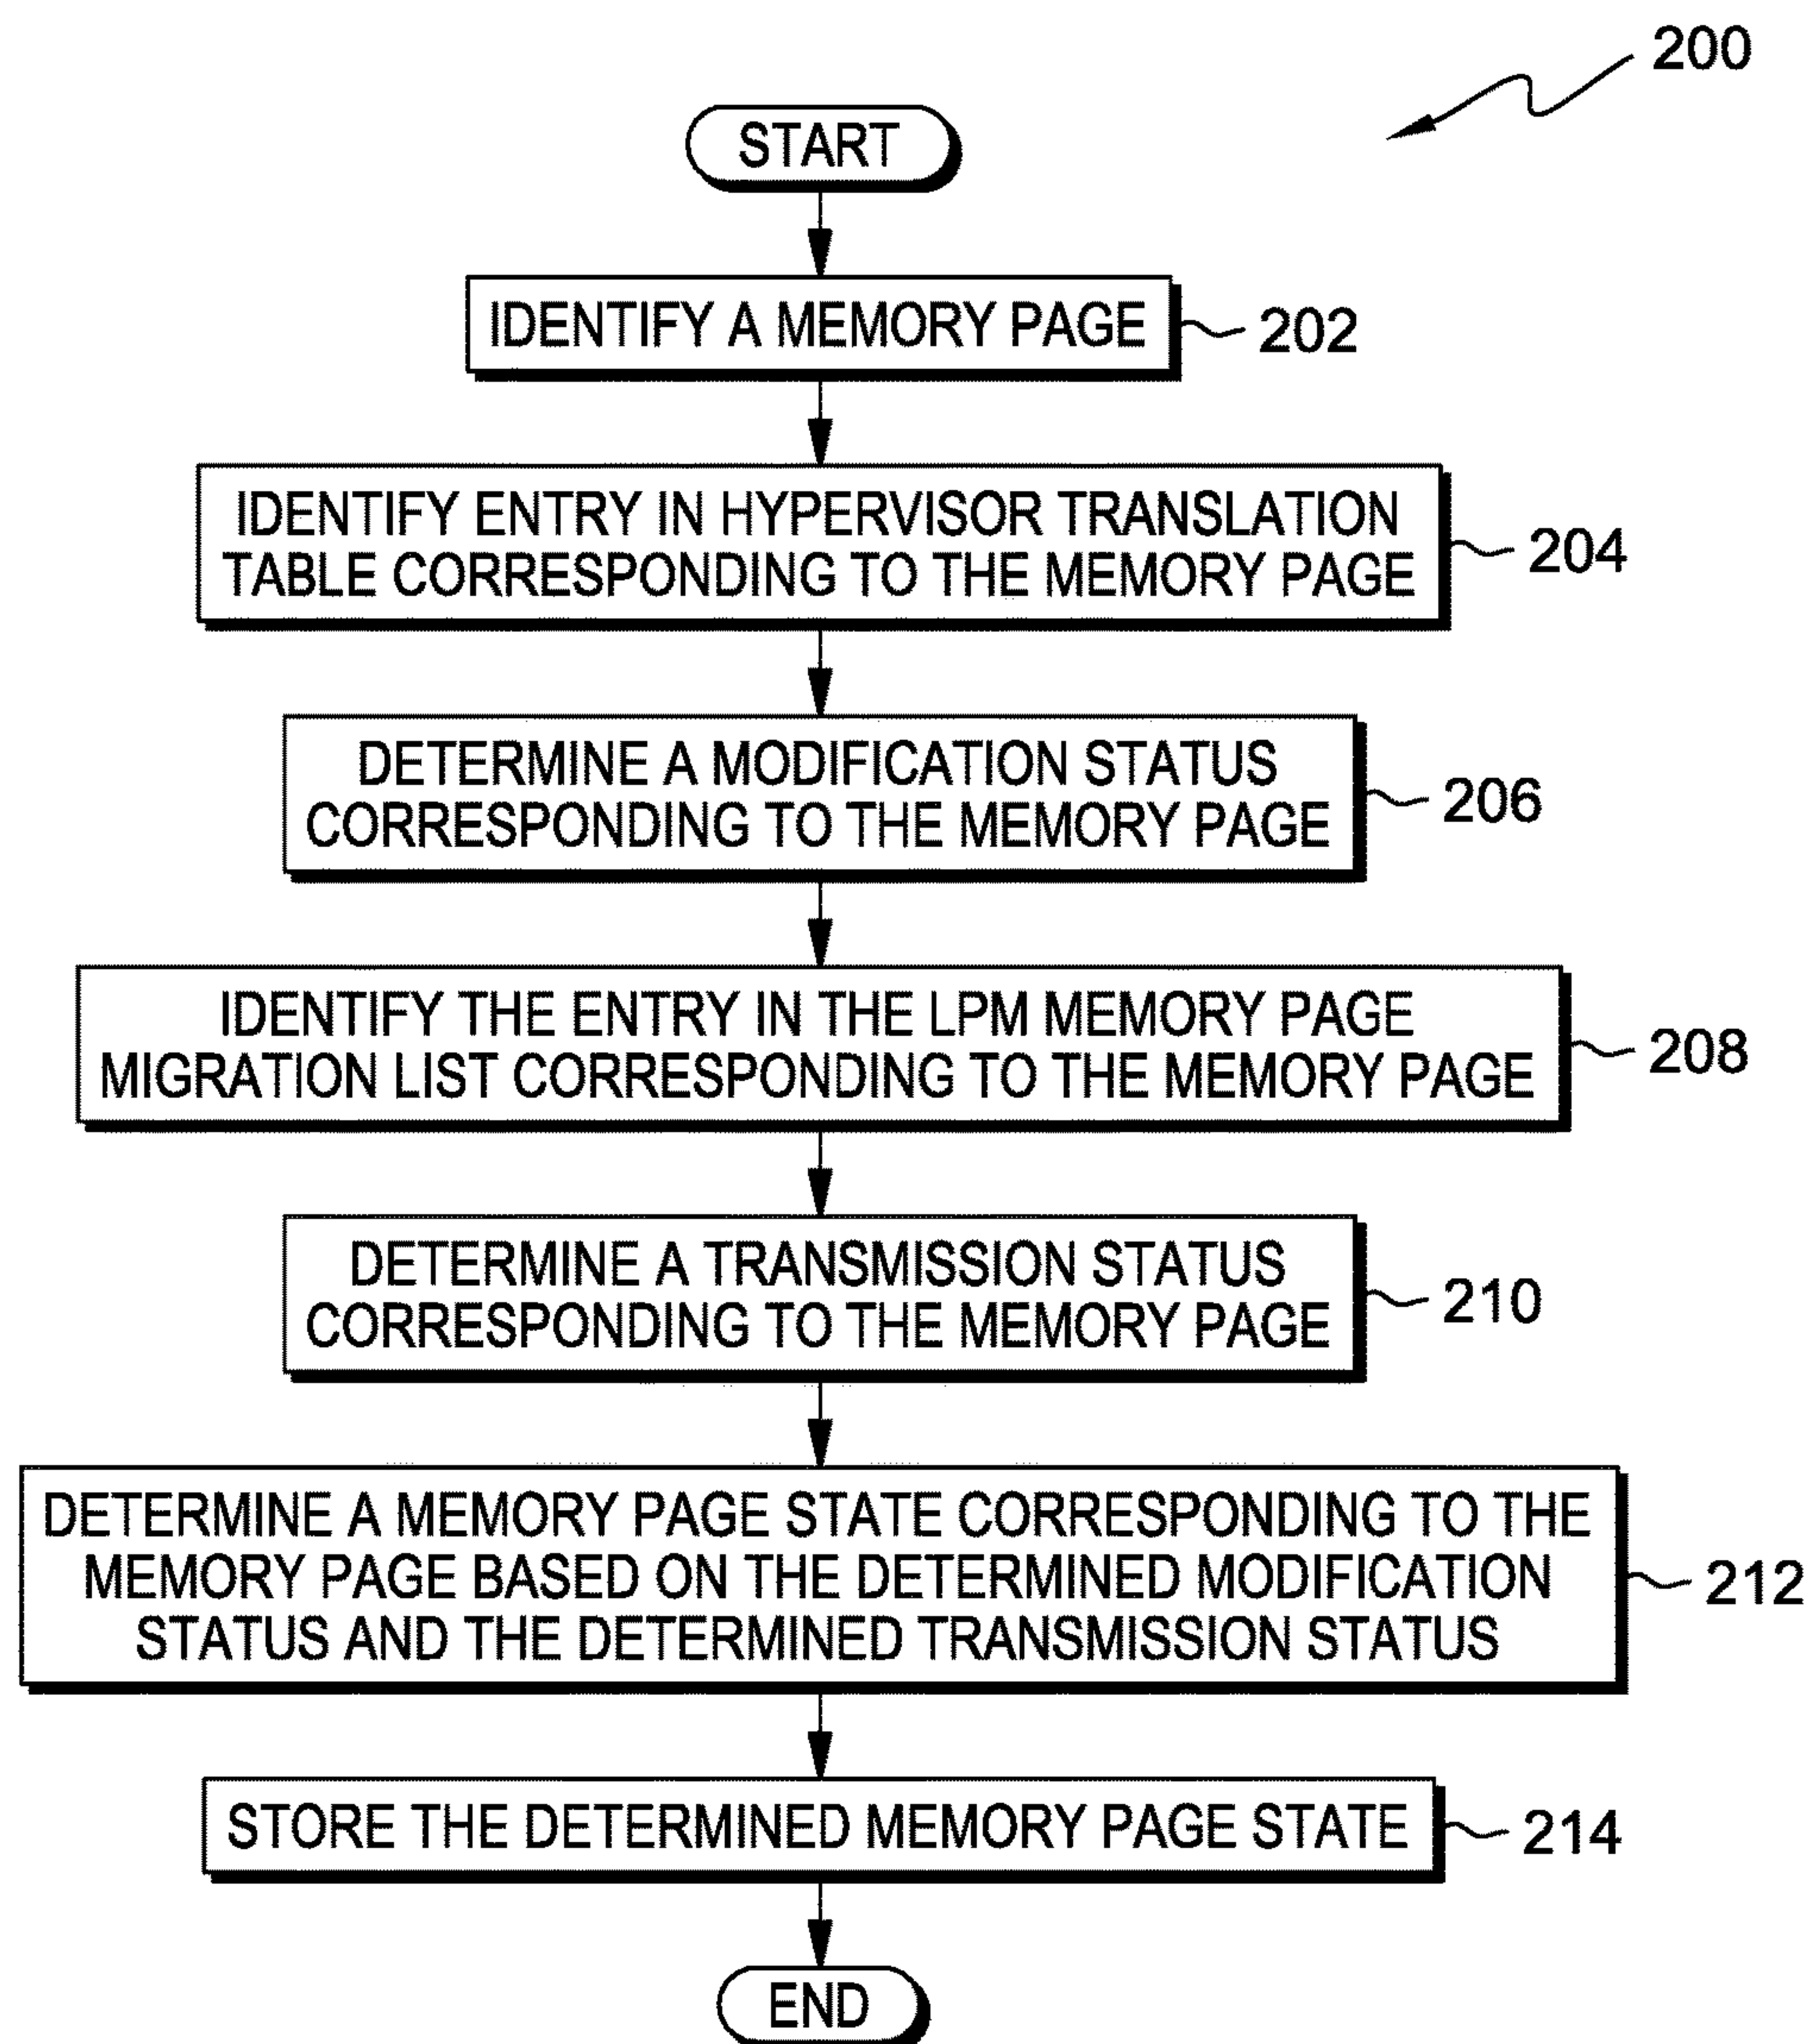 200
START
IDENTIFY A MEMORY PAGE
202
IDENTIFY ENTRY IN HYPERVISOR TRANSLATION
TABLE CORRESPONDING TO THE MEMORY PAGE
204
DETERMINE A MODIFICATION STATUS
CORRESPONDING TO THE MEMORY PAGE
206
IDENTIFY THE ENTRY IN THE LPM MEMORY PAGE
MIGRATION LIST CORRESPONDING TO THE MEMORY PAGE
208
DETERMINE A TRANSMISSION STATUS
CORRESPONDING TO THE MEMORY PAGE
210
DETERMINE A MEMORY PAGE STATE CORRESPONDING TO THE
MEMORY PAGE BASED ON THE DETERMINED MODIFICATION
STATUS AND THE DETERMINED TRANSMISSION STATUS
212
STORE THE DETERMINED MEMORY PAGE STATE
214
END